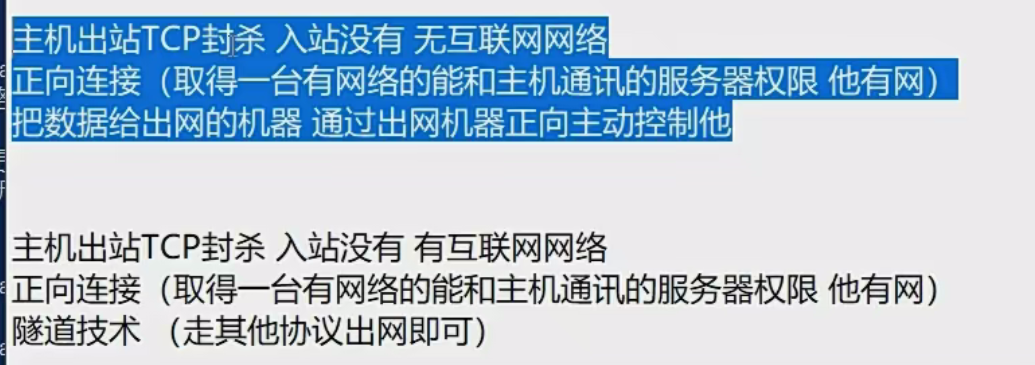 主机出站TCP封杀 入站没有 无互联网网络
正向连接（取得一台有网络的能和主机通讯的服务器权限 他有网）
把数据给出网的机器 通过出网机器正向主动控制他
主机出站TCP封杀 入站没有 有互联网网络
正向连接（取得一台有网络的能和主机通讯的服务器权限 他有网）
隧道技术 （走其他协议出网即可）